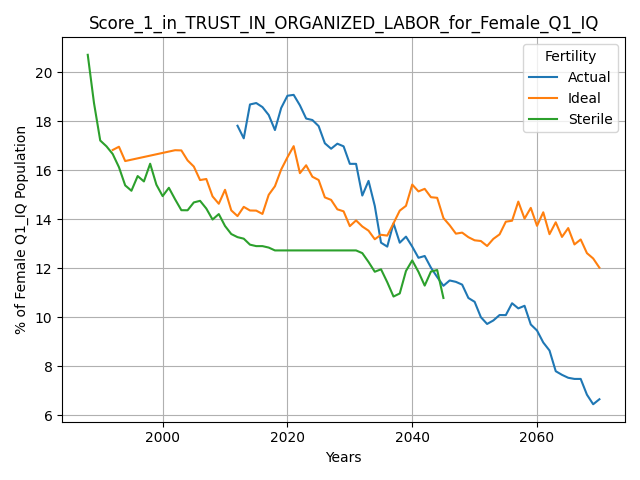 Score_1_in_TRUST_IN_ORGANIZED_LABOR_for_Female_Q1_IQ
Fertility
Actual
Ideal
Sterile
% of Female Q1_IQ Population
20
18
16
14
12
10
8
6
2000
2020
2040
2060
Years